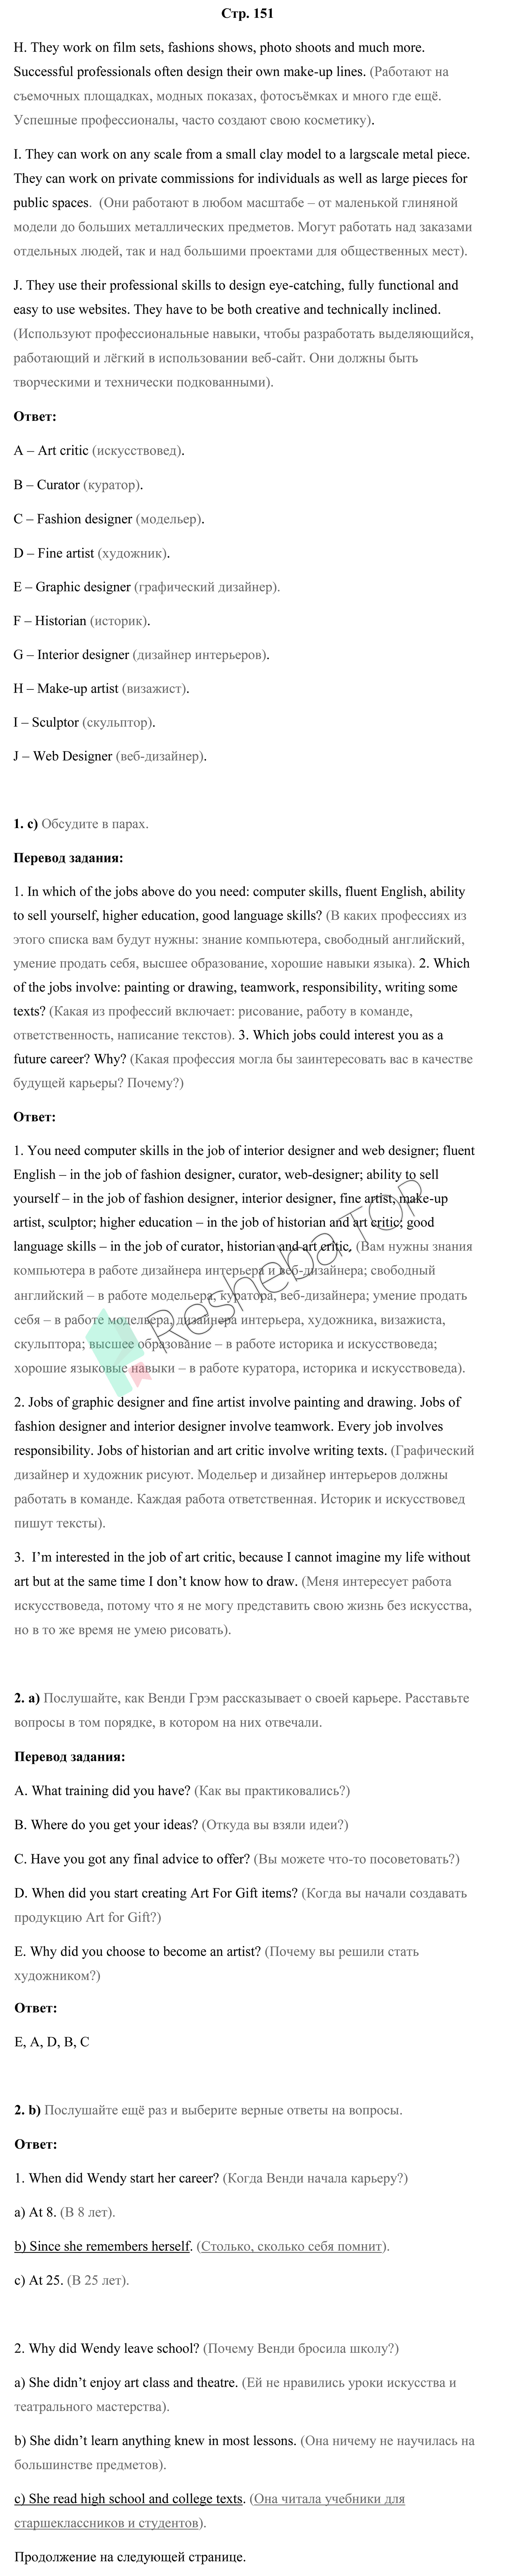 Стр. 151
H. They work on film sets, fashions shows, photo shoots and much more.
Successful professionals often design their own make-up lines. (Работают на
съемочных площадках, модных показах, фотосъёмках и много где ещё.
Успешные профессионалы, часто создают свою косметику).
I. They can work on any scale from a small clay model to a largscale metal piece.
They can work on private commissions for individuals as well as large pieces for
public spaces. (Они работают в любом масштабе – от маленькой глиняной
модели до больших металлических предметов. Могут работать над заказами
отдельных людей, так и над большими проектами для общественных мест).
J. They use their professional skills to design eye-catching, fully functional and
easy to use websites. They have to be both creative and technically inclined.
(Используют профессиональные навыки, чтобы разработать выделяющийся,
работающий и лёгкий в использовании веб-сайт. Они должны быть
творческими и технически подкованными).
Ответ:
A – Art critic (искусствовед).
B – Curator (куратор).
C – Fashion designer (модельер).
D – Fine artist (художник).
E – Graphic designer (графический дизайнер).
F – Historian (историк).
G – Interior designer (дизайнер интерьеров).
H – Make-up artist (визажист).
I – Sculptor (скульптор).
J – Web Designer (веб-дизайнер).
1. c) Обсудите в парах.
Перевод задания:
1. In which of the jobs above do you need: computer skills, fluent English, ability
to sell yourself, higher education, good language skills? (В каких профессиях из
этого списка вам будут нужны: знание компьютера, свободный английский,
умение продать себя, высшее образование, хорошие навыки языка). 2. Which
of the jobs involve: painting or drawing, teamwork, responsibility, writing some
texts? (Какая из профессий включает: рисование, работу в команде,
ответственность, написание текстов). 3. Which jobs could interest you as a
future career? Why? (Какая профессия могла бы заинтересовать вас в качестве
будущей карьеры? Почему?)
Ответ:
1. You need computer skills in the job of interior designer and web designer; fluent
English – in the job of fashion designer, curator, web-designer; ability to sell
yourself – in the job of fashion designer, interior designer, fine artist, make-up
artist, sculptor; higher education – in the job of historian and art critic; good
language skills – in the job of curator, historian and art critic. (Вам нужны знания
компьютера в работе дизайнера интерьера и веб-дизайнера; свободный
английский – в работе модельера, куратора, веб-дизайнера; умение продать
себя – в работе модельера, дизайнера интерьера, художника, визажиста,
скульптора; высшее образование – в работе историка и искусствоведа;
хорошие языковые навыки – в работе куратора, историка и искусствоведа).
Resheba TOP
2. Jobs of graphic designer and fine artist involve painting and drawing. Jobs of
fashion designer and interior designer involve teamwork. Every job involves
responsibility. Jobs of historian and art critic involve writing texts. (Графический
дизайнер и художник рисуют. Модельер и дизайнер интерьеров должны
работать в команде. Каждая работа ответственная. Историк и искусствовед
пишут тексты).
3. I’m interested in the job of art critic, because I cannot imagine my life without
art but at the same time I don’t know how to draw. (Меня интересует работа
искусствоведа, потому что я не могу представить свою жизнь без искусства,
но в то же время не умею рисовать).
2. a) Послушайте, как Венди Грэм рассказывает о своей карьере. Расставьте
вопросы в том порядке, в котором на них отвечали.
Перевод задания:
A. What training did you have? (Как вы практиковались?)
B. Where do you get your ideas? (Откуда вы взяли идеи?)
C. Have you got any final advice to offer? (Вы можете что-то посоветовать?)
D. When did you start creating Art For Gift items? (Когда вы начали создавать
продукцию Art for Gift?)
E. Why did you choose to become an artist? (Почему вы решили стать
художником?)
Ответ:
E, A, D, B, C
2. b) Послушайте ещё раз и выберите верные ответы на вопросы.
Ответ:
1. When did Wendy start her career? (Когда Венди начала карьеру?)
a) At 8. (В 8 лет).
b) Since she remembers herself. (Столько, сколько себя помнит).
c) At 25. (В 25 лет).
2. Why did Wendy leave school? (Почему Венди бросила школу?)
a) She didn’t enjoy art class and theatre. (Ей не нравились уроки искусства и
театрального мастерства).
b) She didn’t learn anything knew in most lessons. (Она ничему не научилась на
большинстве предметов).
c) She read high school and college texts. (Она читала учебники для
старшеклассников и студентов).
Продолжение на следующей странице.